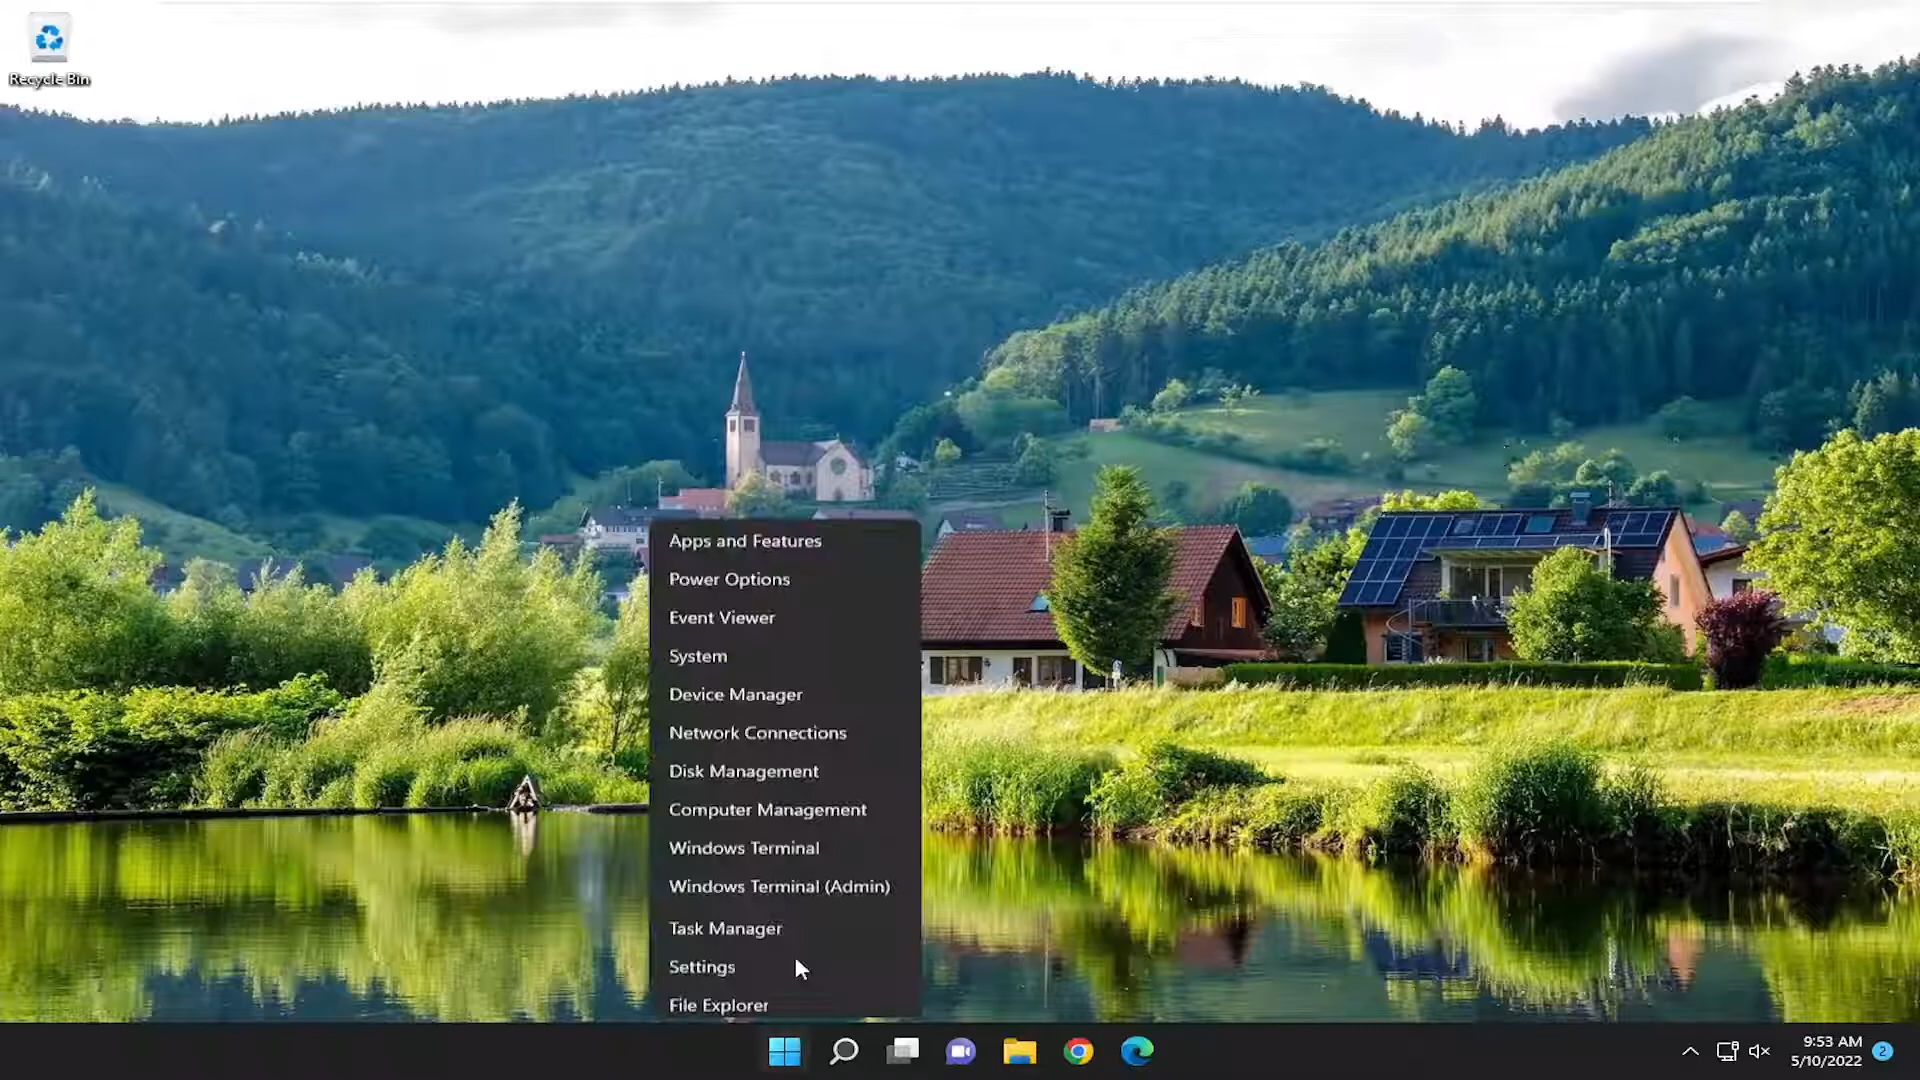 Recycle Bin
Apps and Features
Power Options
Event Viewer
System
Device Manager
Network Connections
Disk Management
Computer Management
Windows Terminal
Windows Terminal (Admin)
Task Manager
Settings
File Explorer
9:53 AM
5/10/2022
2